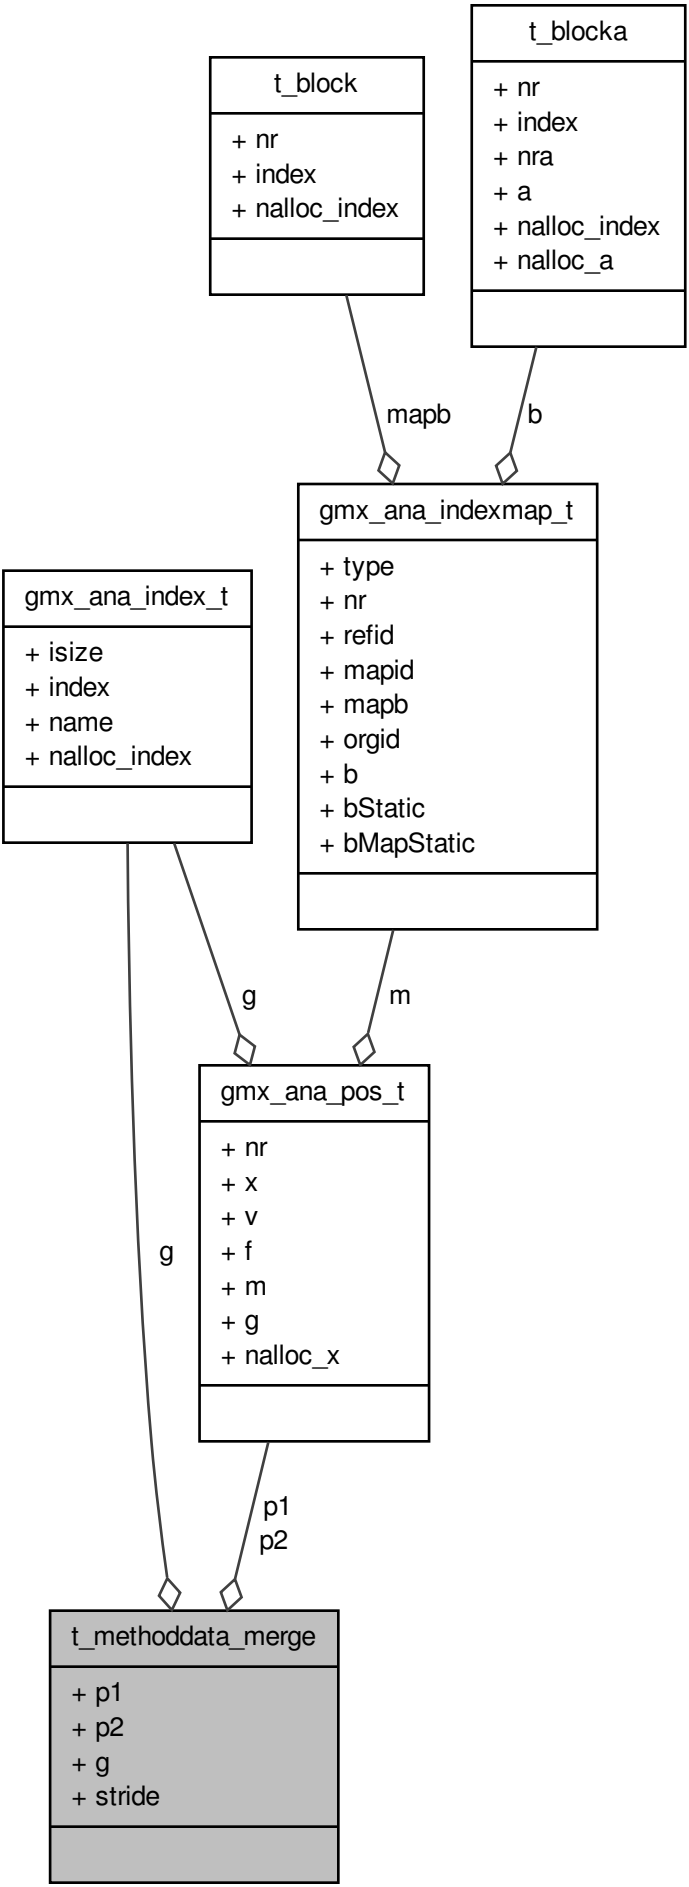 t_blocka
+ nr
+ index
+ nra
+ a
+ nalloc_index
+ nalloc_a
t_block
+ nr
+ index
+ nalloc_index
mapb
b
gmx_ana_indexmap_t
+ type
+ nr
+ refid
+ mapid
+ mapb
+ orgid
+ b
+ bStatic
+ bMapStatic
gmx_ana_index_t
+ isize
+ index
+ name
+ nalloc_index
g
m
gmx_ana_pos_t
+ nr
+ x
+ v
+ f
+ m
+ g
+ nalloc_x
g
p1
p2
t_methoddata_merge
+ p1
+ p2
+ g
+ stride